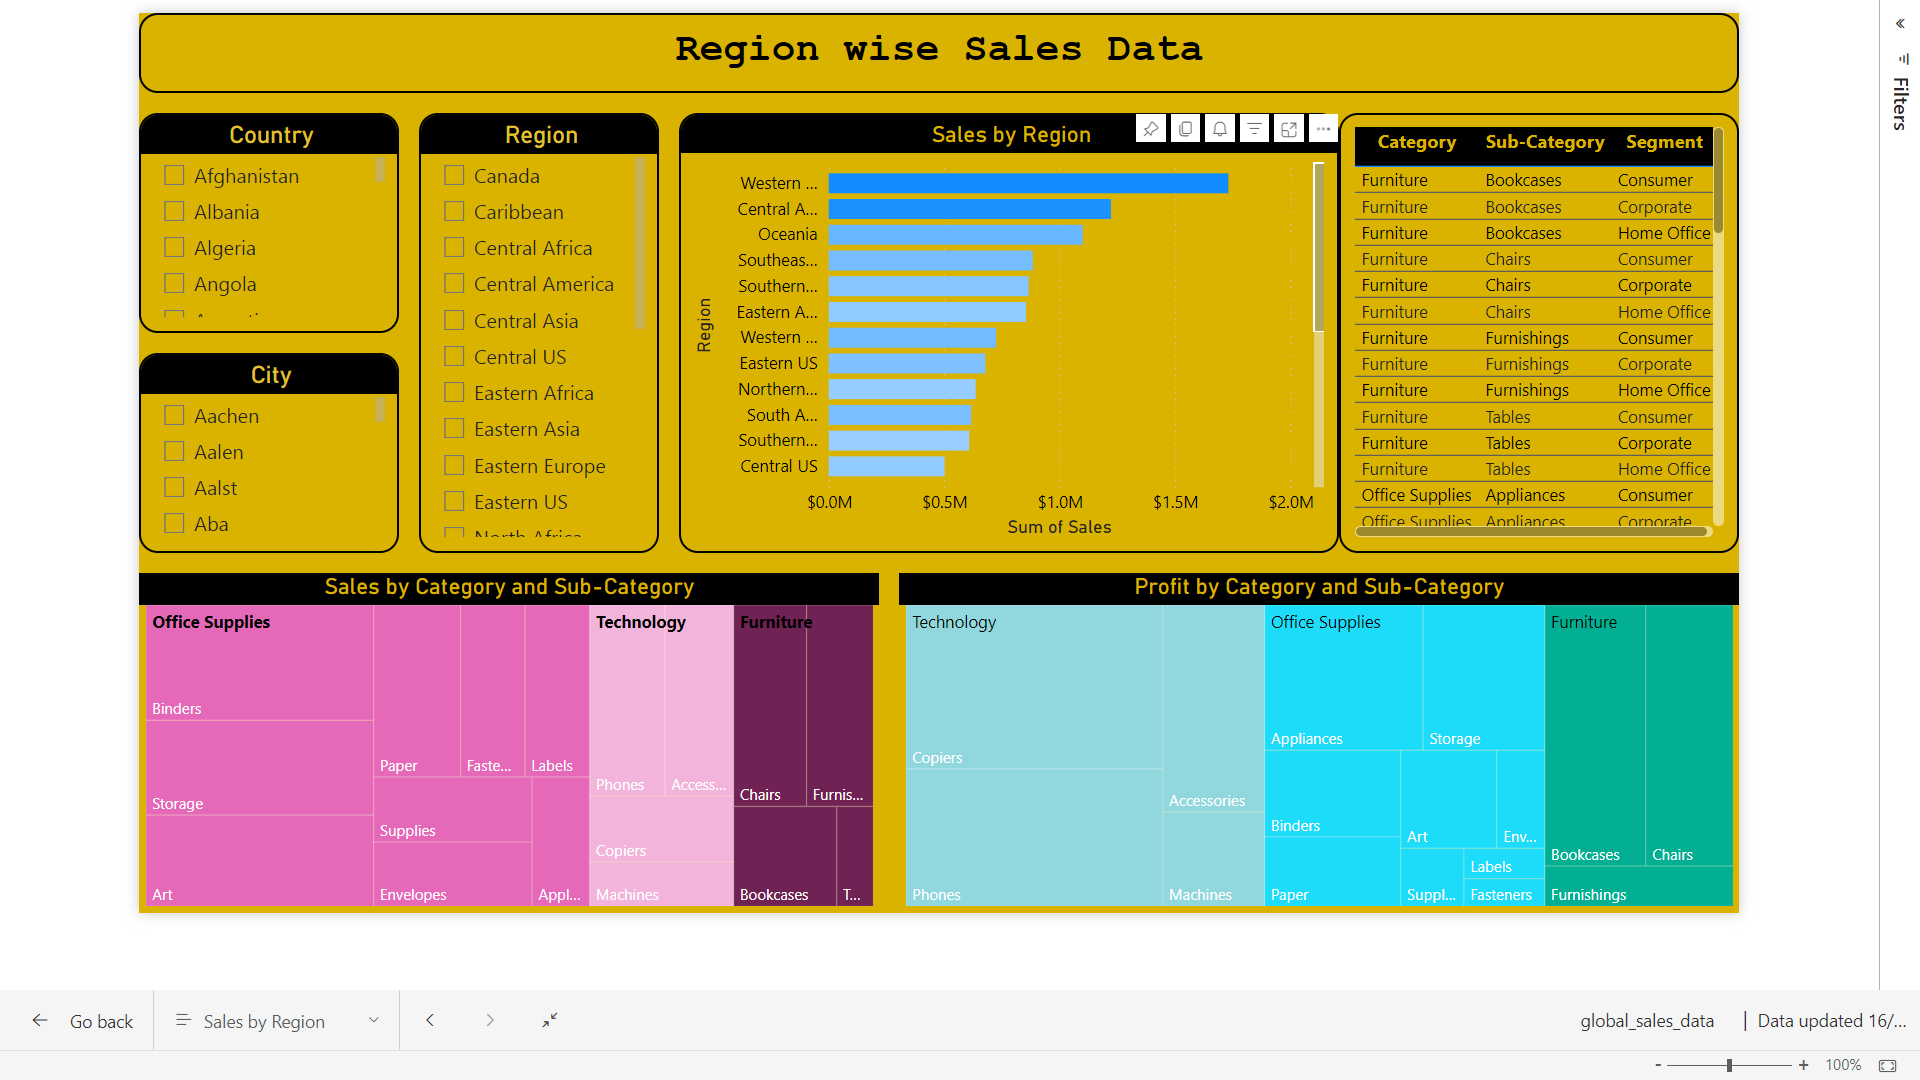 Region wise Sales Data
Filters
Country
Afghanistan
Albania
Algeria
Angola
City
Aachen
Aalen
Aalst
Aba
Region
Canada
Caribbean
Central Africa
Central America
Central Asia
Central US
Eastern Africa
Eastern Asia
Eastern Europe
Eastern US
North Africa
Sales by Region
Region
Western ...
Central A...
Oceania
Southeas...
Southern...
Eastern A...
Western ...
Eastern US
Northern...
South A...
Southern...
Central US
$0.0M $0.5M $1.0M $1.5M $2.0M
Sum of Sales
Category Sub-Category Segment
Furniture Bookcases Consumer
Furniture Bookcases Corporate
Furniture Bookcases Home Office
Furniture Chairs Consumer
Furniture Chairs Corporate
Furniture Chairs Home Office
Furniture Furnishings Consumer
Furniture Furnishings Corporate
Furniture Furnishings Home Office
Furniture Tables Consumer
Furniture Tables Corporate
Furniture Tables Home Office
Office Supplies Appliances Consumer
Office Supplies Appliances Corporate
Sales by Category and Sub-Category
Office Supplies
Binders
Storage
Art
Paper
Faste...
Labels
Supplies
Envelopes
Appl...
Technology
Phones
Access...
Copiers
Machines
Furniture
Chairs
Furnis...
Bookcases
T...
Profit by Category and Sub-Category
Technology
Copiers
Phones
Accessories
Machines
Office Supplies
Appliances
Storage
Binders
Paper
Art
Env...
Suppl...
Labels
Fasteners
Furniture
Bookcases
Chairs
Furnishings
Go back
Sales by Region
global_sales_data | Data updated 16/...
- + 100%